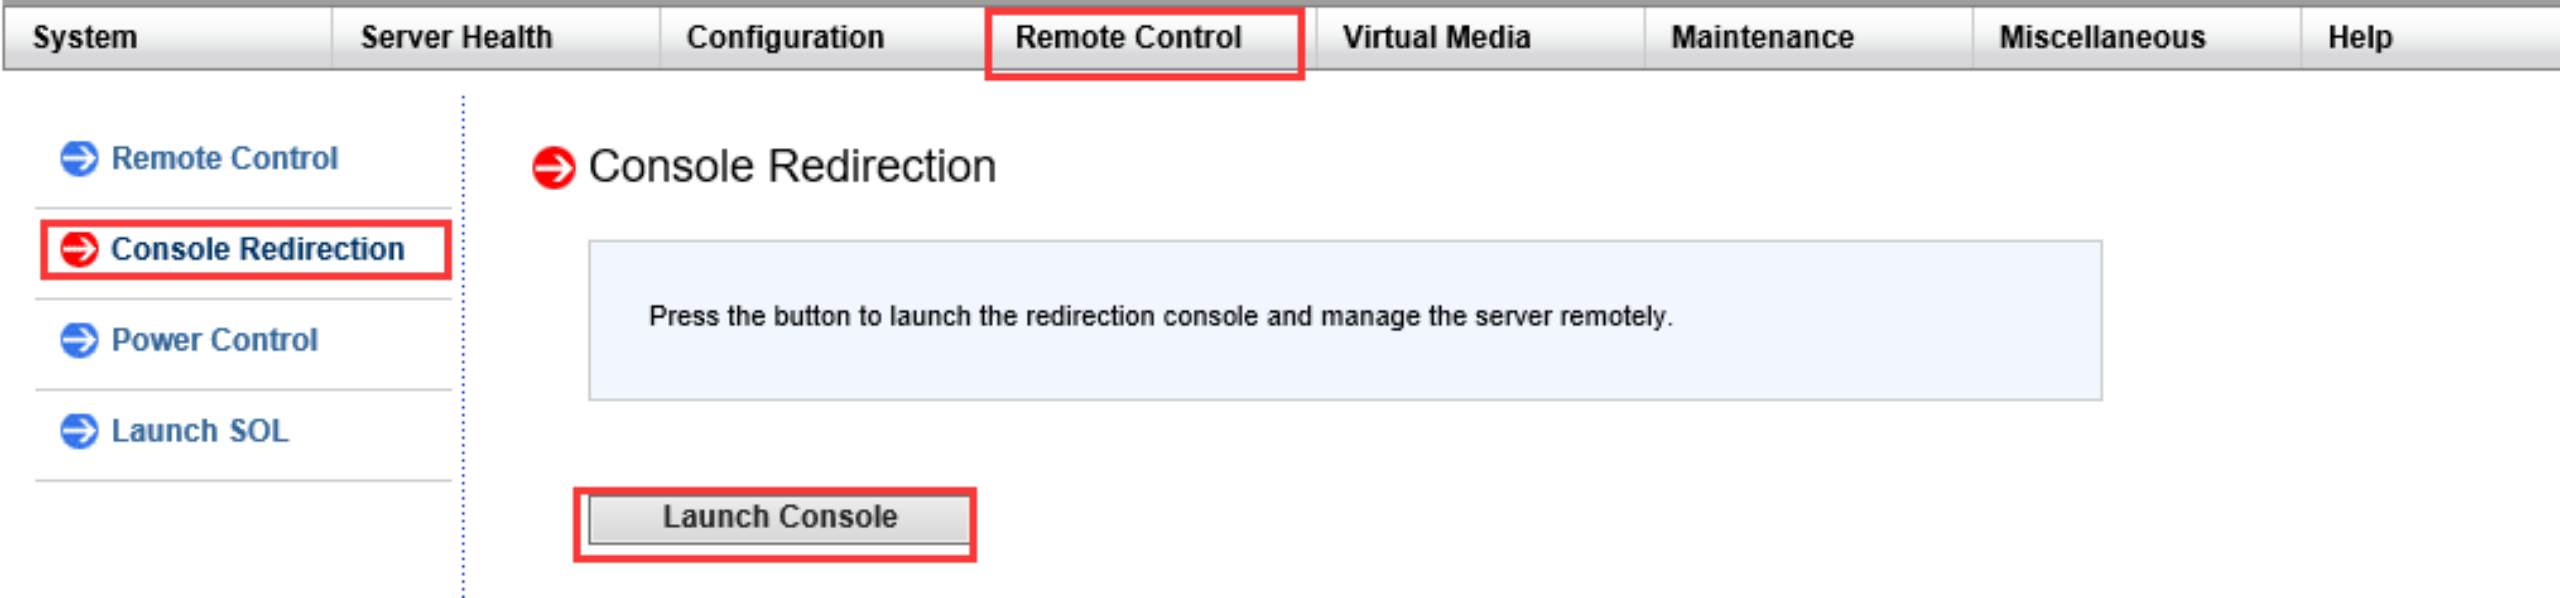 System Server Health Configuration Remote Control Virtual Media Maintenance Miscellaneous Help
Remote Control
Console Redirection
Power Control
Launch SOL
Console Redirection
Press the button to launch the redirection console and manage the server remotely.
Launch Console